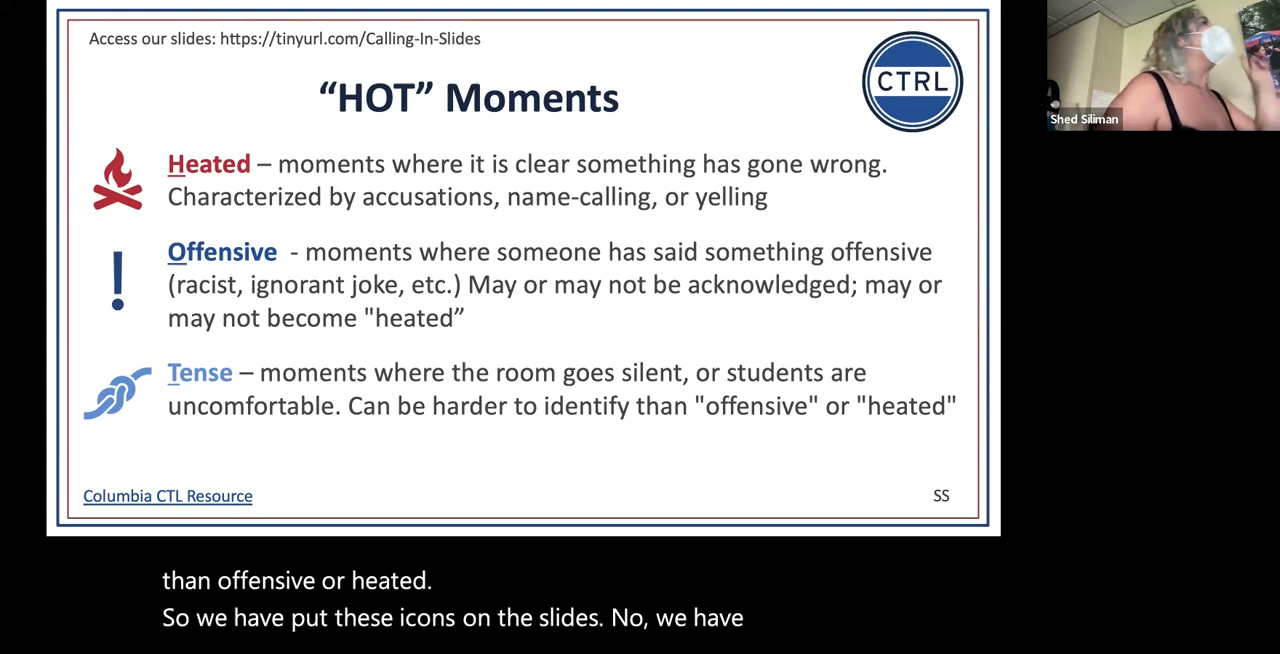 Access our slides: https://tinyurl.com/Calling-In-Slides
CTRL
“HOT” Moments
Heated – moments where it is clear something has gone wrong.
Characterized by accusations, name-calling, or yelling
Offensive - moments where someone has said something offensive
(racist, ignorant joke, etc.) May or may not be acknowledged; may or
may not become "heated”
Tense – moments where the room goes silent, or students are
uncomfortable. Can be harder to identify than "offensive" or "heated"
Columbia CTL Resource
SS
Shed Siliman
than offensive or heated.
So we have put these icons on the slides. No, we have